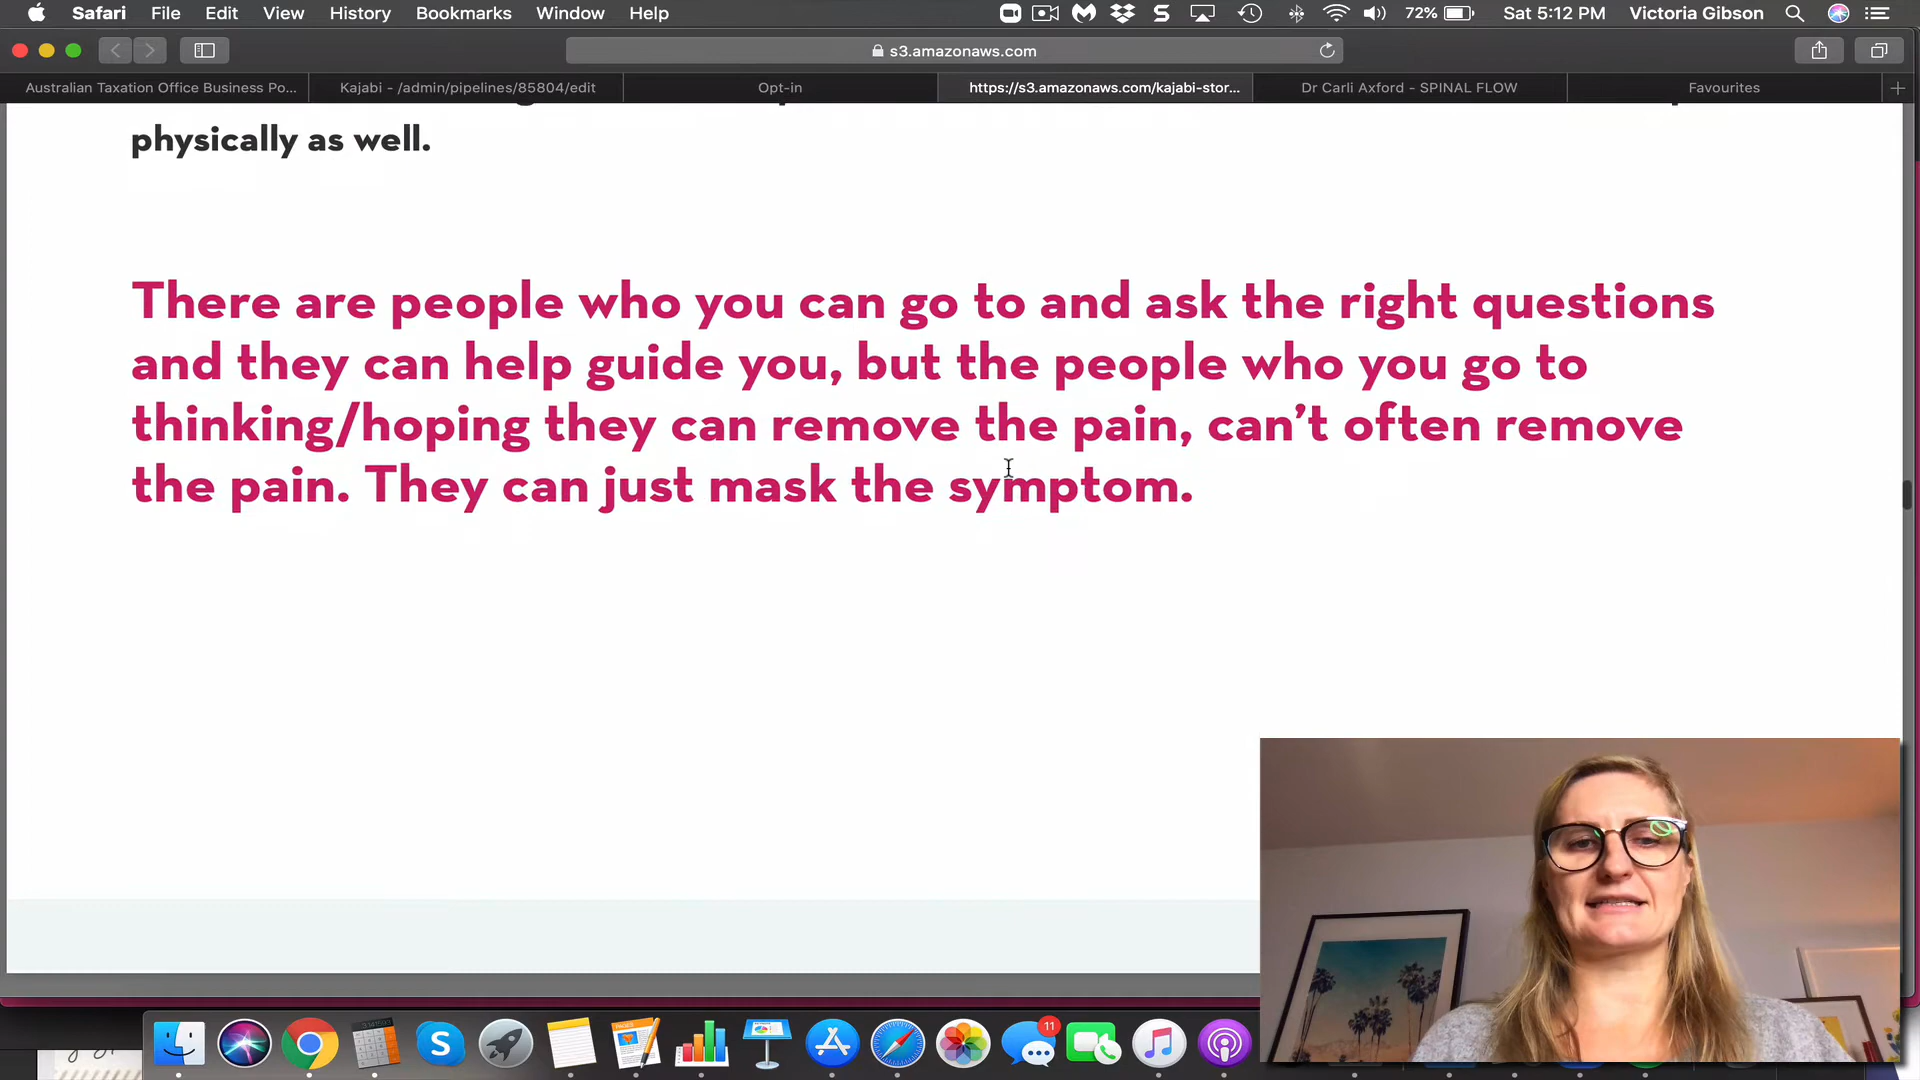 Safari File Edit View History Bookmarks Window Help 72% Sat 5:12 PM Victoria Gibson
s3.amazonaws.com
Australian Taxation Office Business Po... Kajabi - /admin/pipelines/85804/edit Opt-in https://s3.amazonaws.com/kajabi-stor... Dr Carli Axford - SPINAL FLOW Favourites
physically as well.
There are people who you can go to and ask the right questions
and they can help guide you, but the people who you go to
thinking/hoping they can remove the pain, can't often remove
the pain. They can just mask the symptom.
11
PAGES